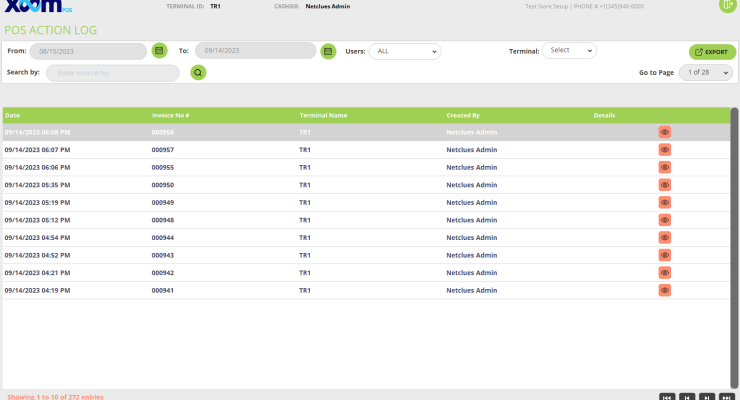 xoom POS
TERMINAL ID: TR1 CASHIER: Netclues Admin Test Store Setup | PHONE # +1(345)946-0000
POS ACTION LOG
From: 08/15/2023 To: 09/14/2023 Users: ALL Terminal: Select EXPORT
Search by: Enter Invoice No Go to Page 1 of 28
Date Invoice No # Terminal Name Created By Details
09/14/2023 06:08 PM 000958 TR1 Netclues Admin
09/14/2023 06:07 PM 000957 TR1 Netclues Admin
09/14/2023 06:06 PM 000955 TR1 Netclues Admin
09/14/2023 05:35 PM 000950 TR1 Netclues Admin
09/14/2023 05:19 PM 000949 TR1 Netclues Admin
09/14/2023 05:12 PM 000948 TR1 Netclues Admin
09/14/2023 04:54 PM 000944 TR1 Netclues Admin
09/14/2023 04:52 PM 000943 TR1 Netclues Admin
09/14/2023 04:21 PM 000942 TR1 Netclues Admin
09/14/2023 04:19 PM 000941 TR1 Netclues Admin
Showing 1 to 10 of 272 entries